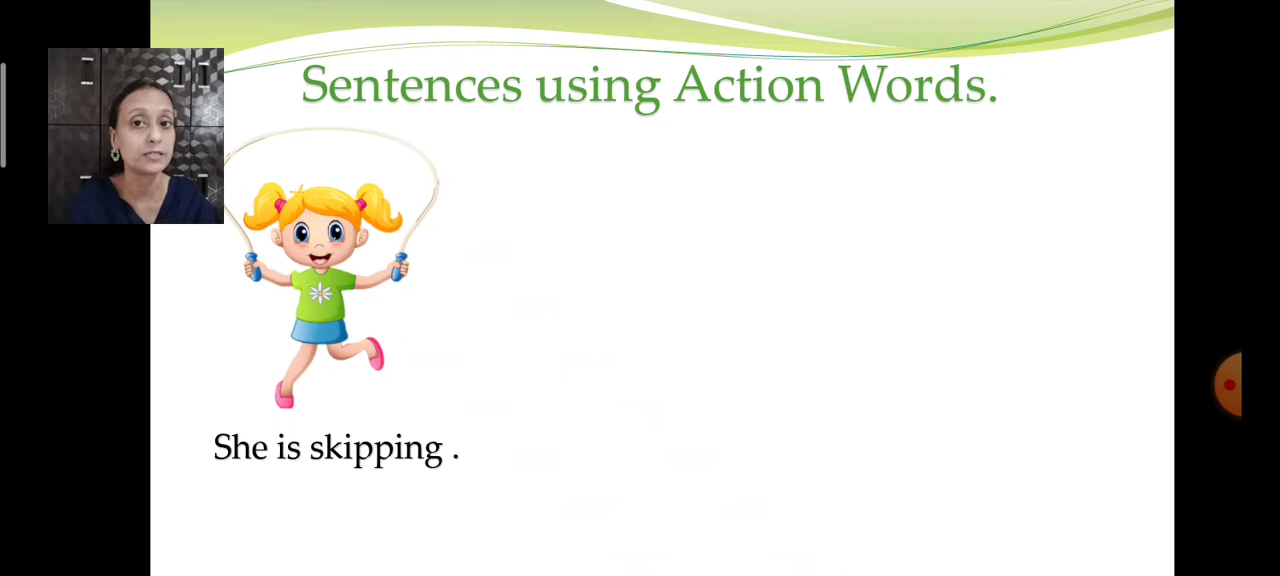 Sentences using Action Words.
She is skipping .